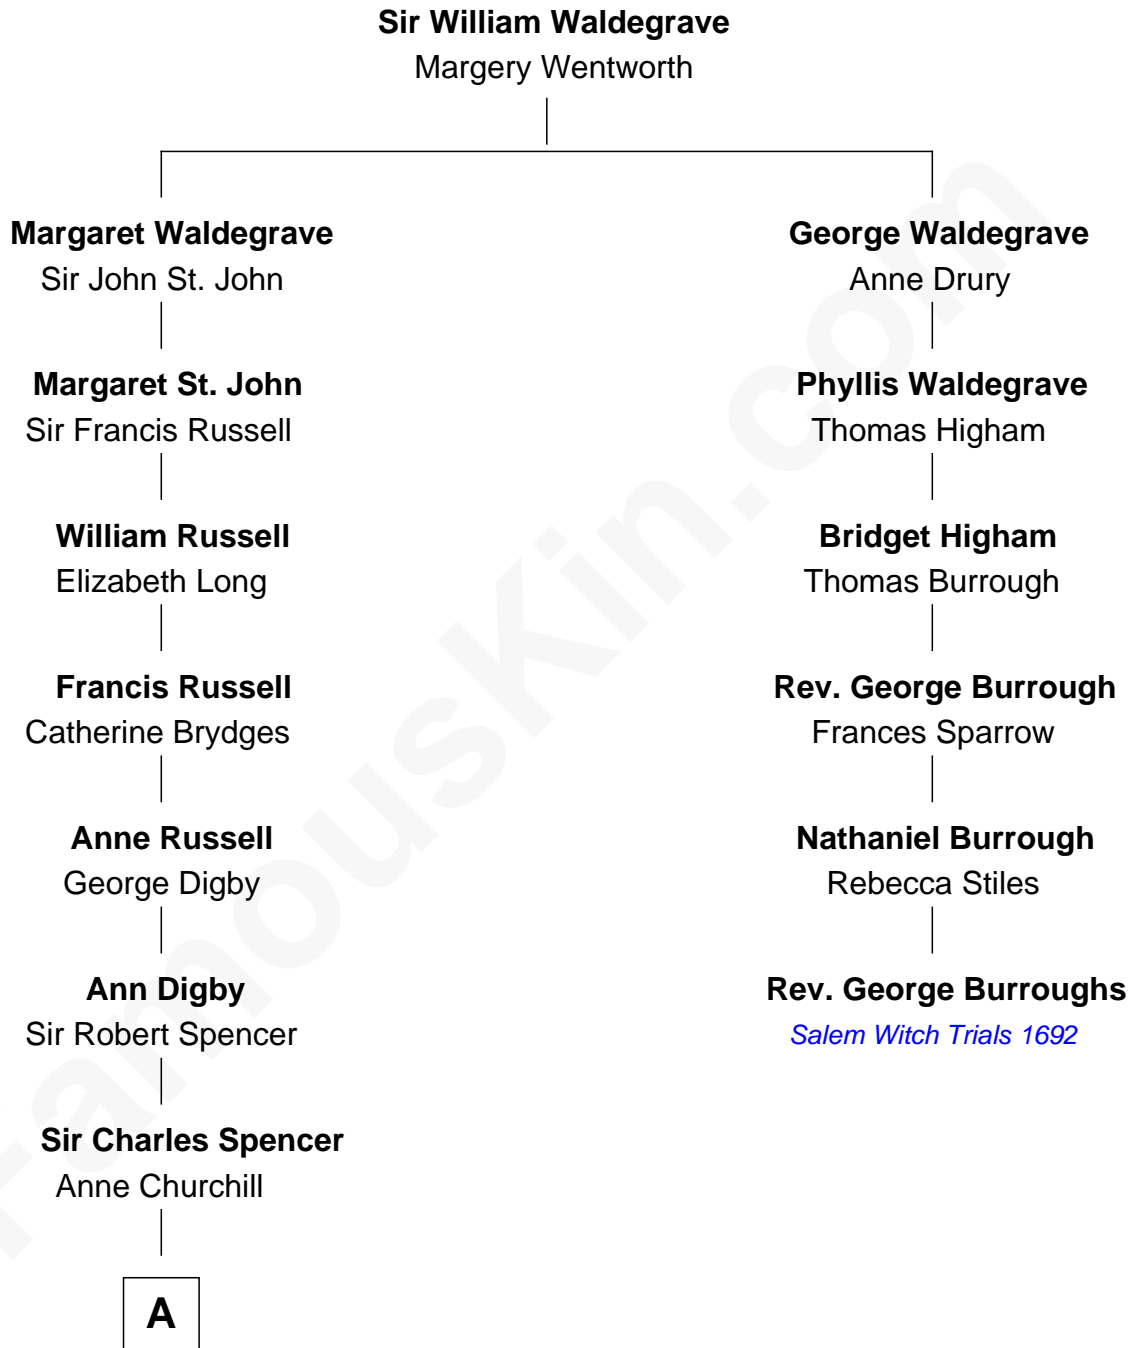 Sir William Waldegrave
Margery Wentworth
Margaret Waldegrave
Sir John St. John
George Waldegrave
Anne Drury
Margaret St. John
Sir Francis Russell
Phyllis Waldegrave
Thomas Higham
William Russell
Elizabeth Long
Bridget Higham
Thomas Burrough
Francis Russell
Catherine Brydges
Rev. George Burrough
Frances Sparrow
Anne Russell
George Digby
Nathaniel Burrough
Rebecca Stiles
Ann Digby
Sir Robert Spencer
Rev. George Burroughs
Salem Witch Trials 1692
Sir Charles Spencer
Anne Churchill
A
FamousKin.com